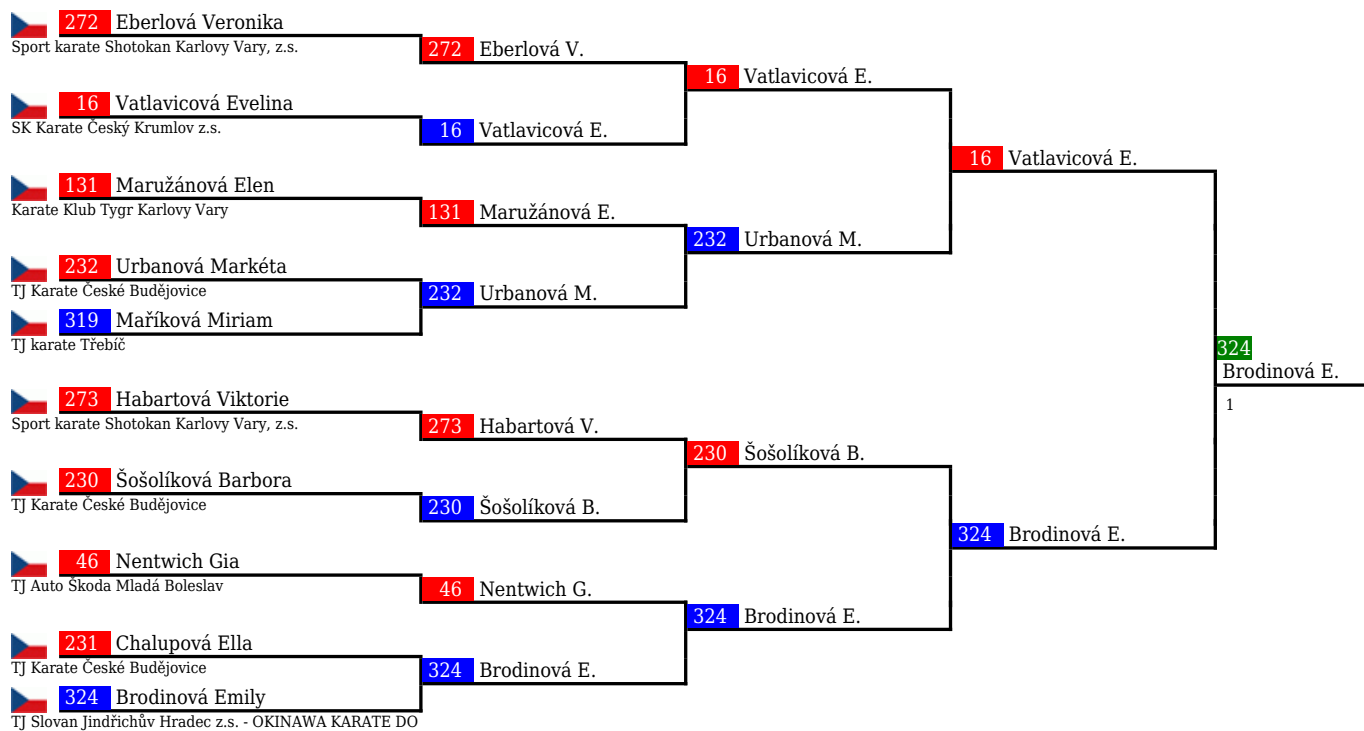 272 Eberlová Veronika
Sport karate Shotokan Karlovy Vary, z.s.
16 Vatlavicová Evelina
SK Karate Český Krumlov z.s.
131 Maružánová Elen
Karate Klub Tygr Karlovy Vary
232 Urbanová Markéta
TJ Karate České Budějovice
319 Maříková Miriam
TJ karate Třebíč
273 Habartová Viktorie
Sport karate Shotokan Karlovy Vary, z.s.
230 Šošolíková Barbora
TJ Karate České Budějovice
46 Nentwich Gia
TJ Auto Škoda Mladá Boleslav
231 Chalupová Ella
TJ Karate České Budějovice
324 Brodinová Emily
TJ Slovan Jindřichův Hradec z.s. - OKINAWA KARATE DO
272 Eberlová V.
16 Vatlavicová E.
131 Maružánová E.
232 Urbanová M.
273 Habartová V.
230 Šošolíková B.
46 Nentwich G.
324 Brodinová E.
16 Vatlavicová E.
232 Urbanová M.
230 Šošolíková B.
324 Brodinová E.
16 Vatlavicová E.
324 Brodinová E.
324
Brodinová E.
1